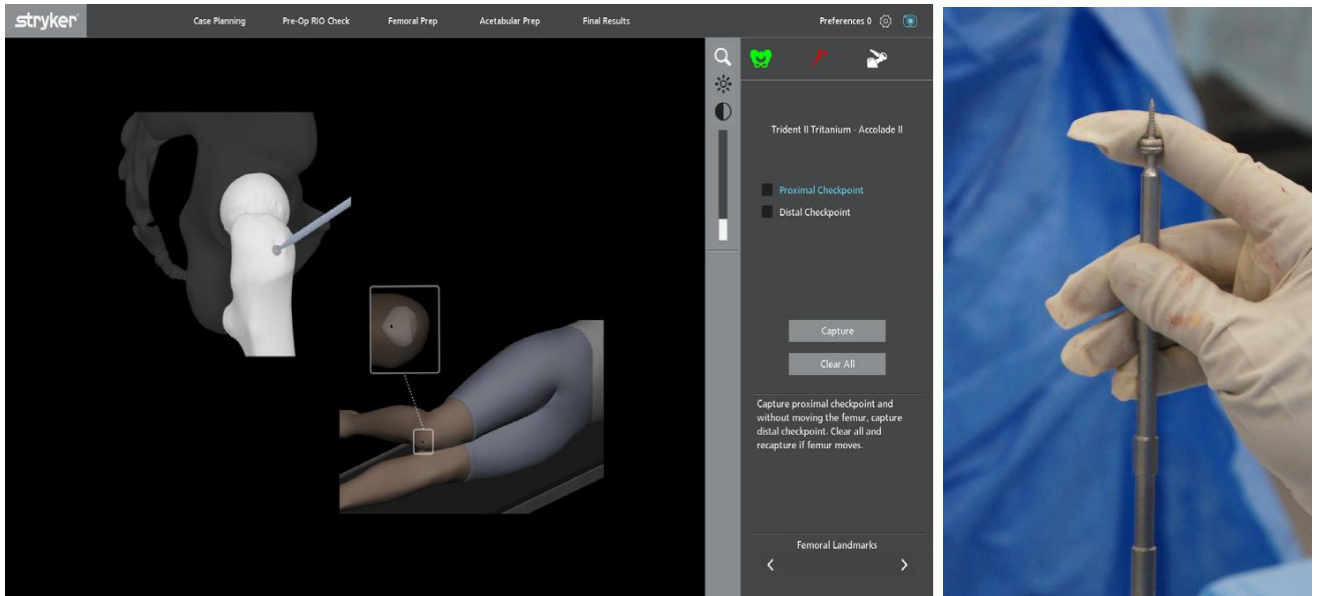 stryker
Case Planning
Pre-Op RIO Check
Femoral Prep
Acetabular Prep
Final Results
Preferences 0
Trident II Tritanium - Accolade II
Proximal Checkpoint
Distal Checkpoint
Capture
Clear All
Capture proximal checkpoint and
without moving the femur, capture
distal checkpoint. Clear all and
recapture if femur moves.
Femoral Landmarks